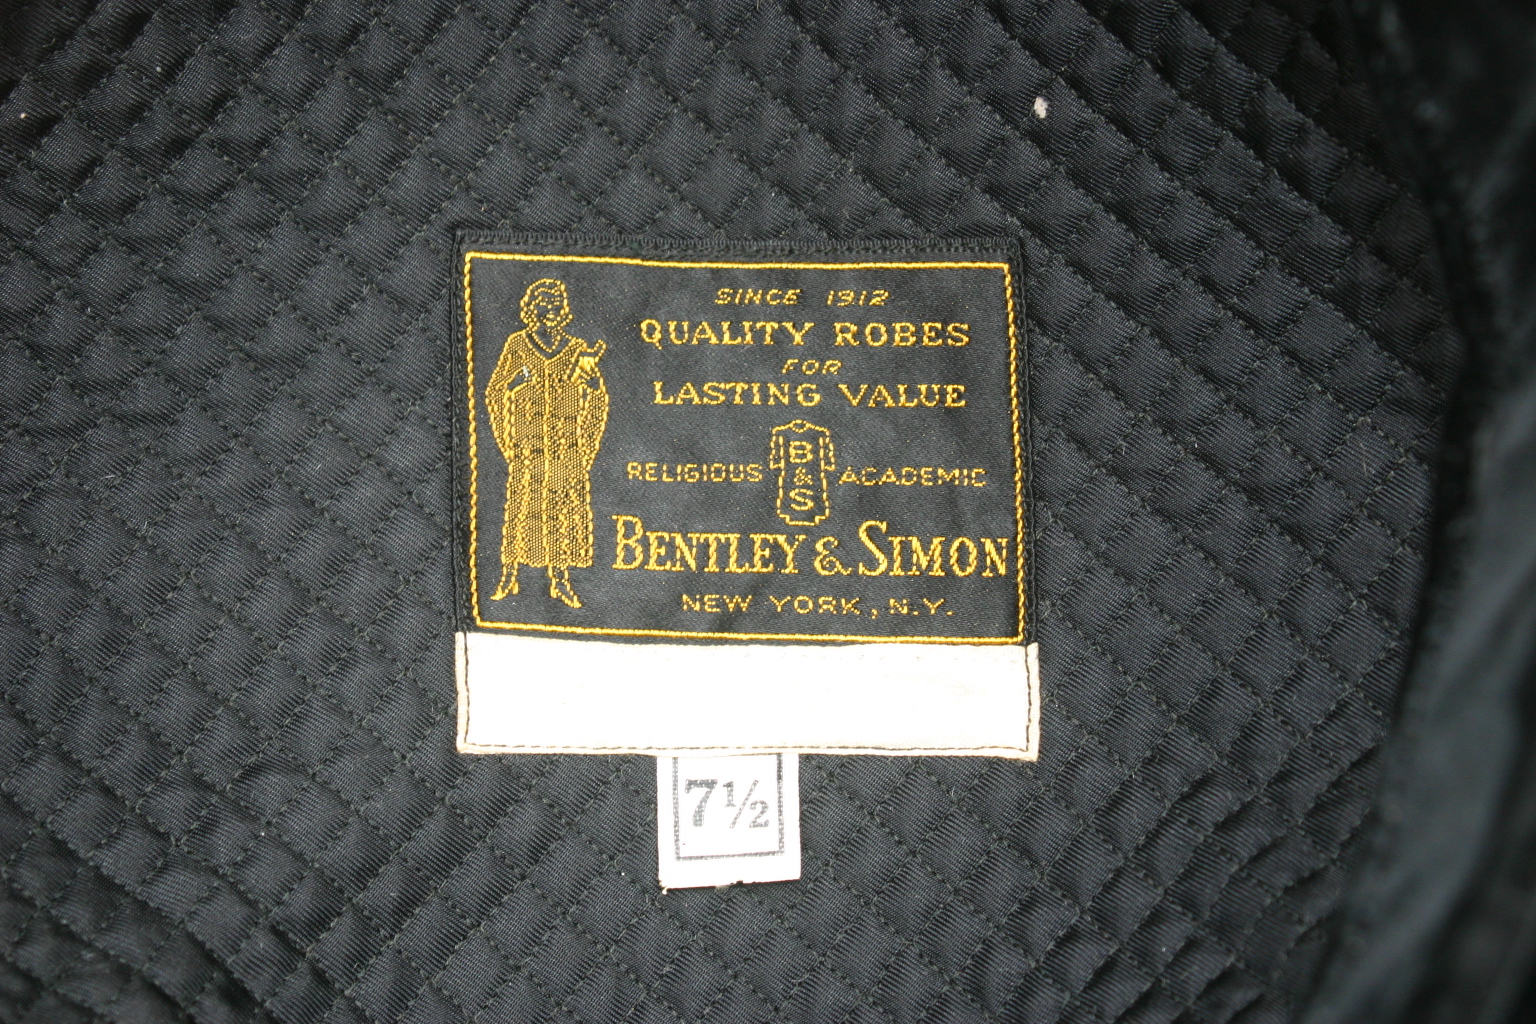 SINCE 1912
QUALITY ROBES
FOR
LASTING VALUE
RELIGIOUS B & S ACADEMIC
BENTLEY & SIMON
NEW YORK, N.Y.
7½